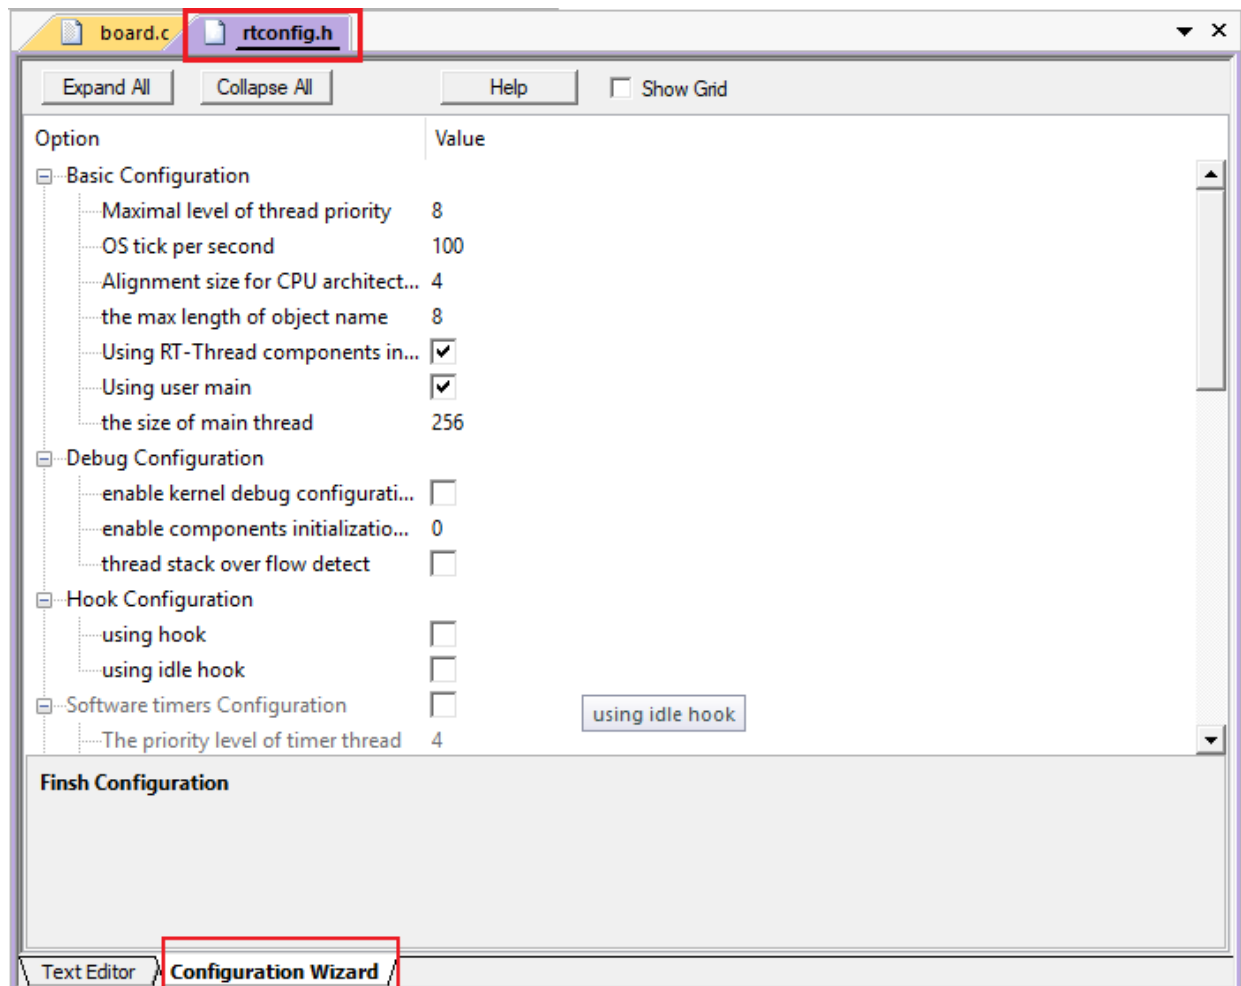 board.c rtconfig.h
Expand All Collapse All Help Show Grid
Option Value
Basic Configuration
Maximal level of thread priority 8
OS tick per second 100
Alignment size for CPU architect... 4
the max length of object name 8
Using RT-Thread components in...
Using user main
the size of main thread 256
Debug Configuration
enable kernel debug configurati...
enable components initializatio... 0
thread stack over flow detect
Hook Configuration
using hook
using idle hook
Software timers Configuration
using idle hook
The priority level of timer thread 4
Finsh Configuration
Text Editor Configuration Wizard